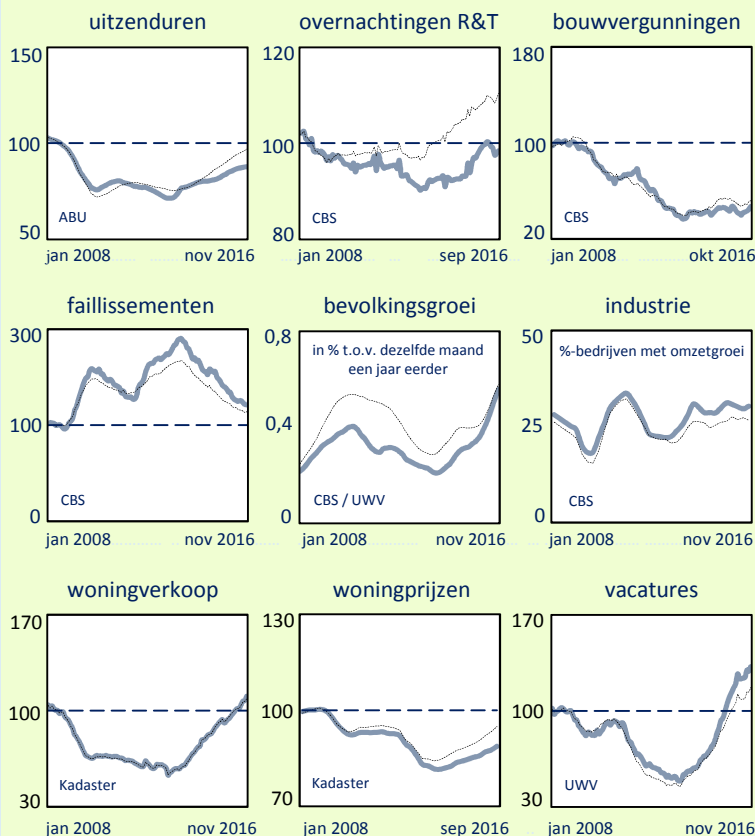 uitzenduren
150
100
50
ABU
jan 2008 nov 2016
overnachtingen R&T
120
100
80
CBS
jan 2008 sep 2016
bouwvergunningen
180
100
20
CBS
jan 2008 okt 2016
faillissementen
300
100
0
CBS
jan 2008 nov 2016
bevolkingsgroei
0,8
in % t.o.v. dezelfde maand
een jaar eerder
0,4
0
CBS / UWV
jan 2008 nov 2016
industrie
50
%-bedrijven met omzetgroei
25
0
CBS
jan 2008 nov 2016
woningverkoop
170
100
30
Kadaster
jan 2008 nov 2016
woningprijzen
130
100
70
Kadaster
jan 2008 sep 2016
vacatures
170
100
30
UWV
jan 2008 nov 2016